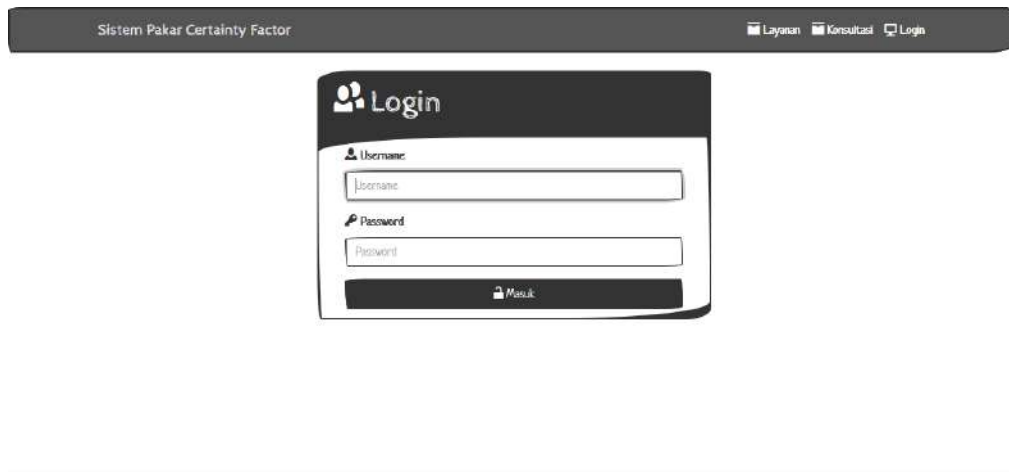 Sistem Pakar Certainty Factor
Layanan Konsultasi Login
Login
Username
Username
Password
Password
Masuk